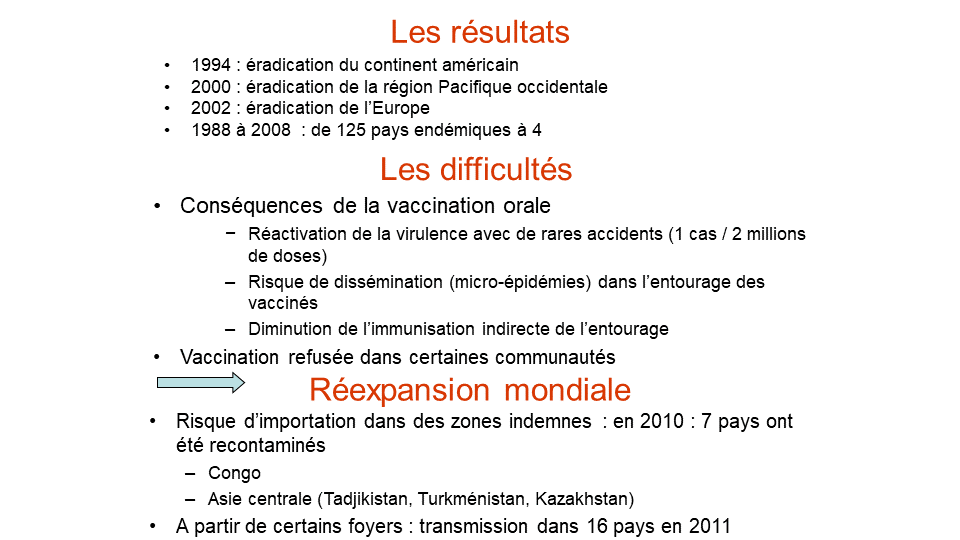 Les résultats
• 1994 : éradication du continent américain
• 2000 : éradication de la région Pacifique occidentale
• 2002 : éradication de l’Europe
• 1988 à 2008 : de 125 pays endémiques à 4
Les difficultés
• Conséquences de la vaccination orale
– Réactivation de la virulence avec de rares accidents (1 cas / 2 millions
de doses)
– Risque de dissémination (micro-épidémies) dans l’entourage des
vaccinés
– Diminution de l’immunisation indirecte de l’entourage
• Vaccination refusée dans certaines communautés
Réexpansion mondiale
• Risque d’importation dans des zones indemnes : en 2010 : 7 pays ont
été recontaminés
– Congo
– Asie centrale (Tadjikistan, Turkménistan, Kazakhstan)
• A partir de certains foyers : transmission dans 16 pays en 2011